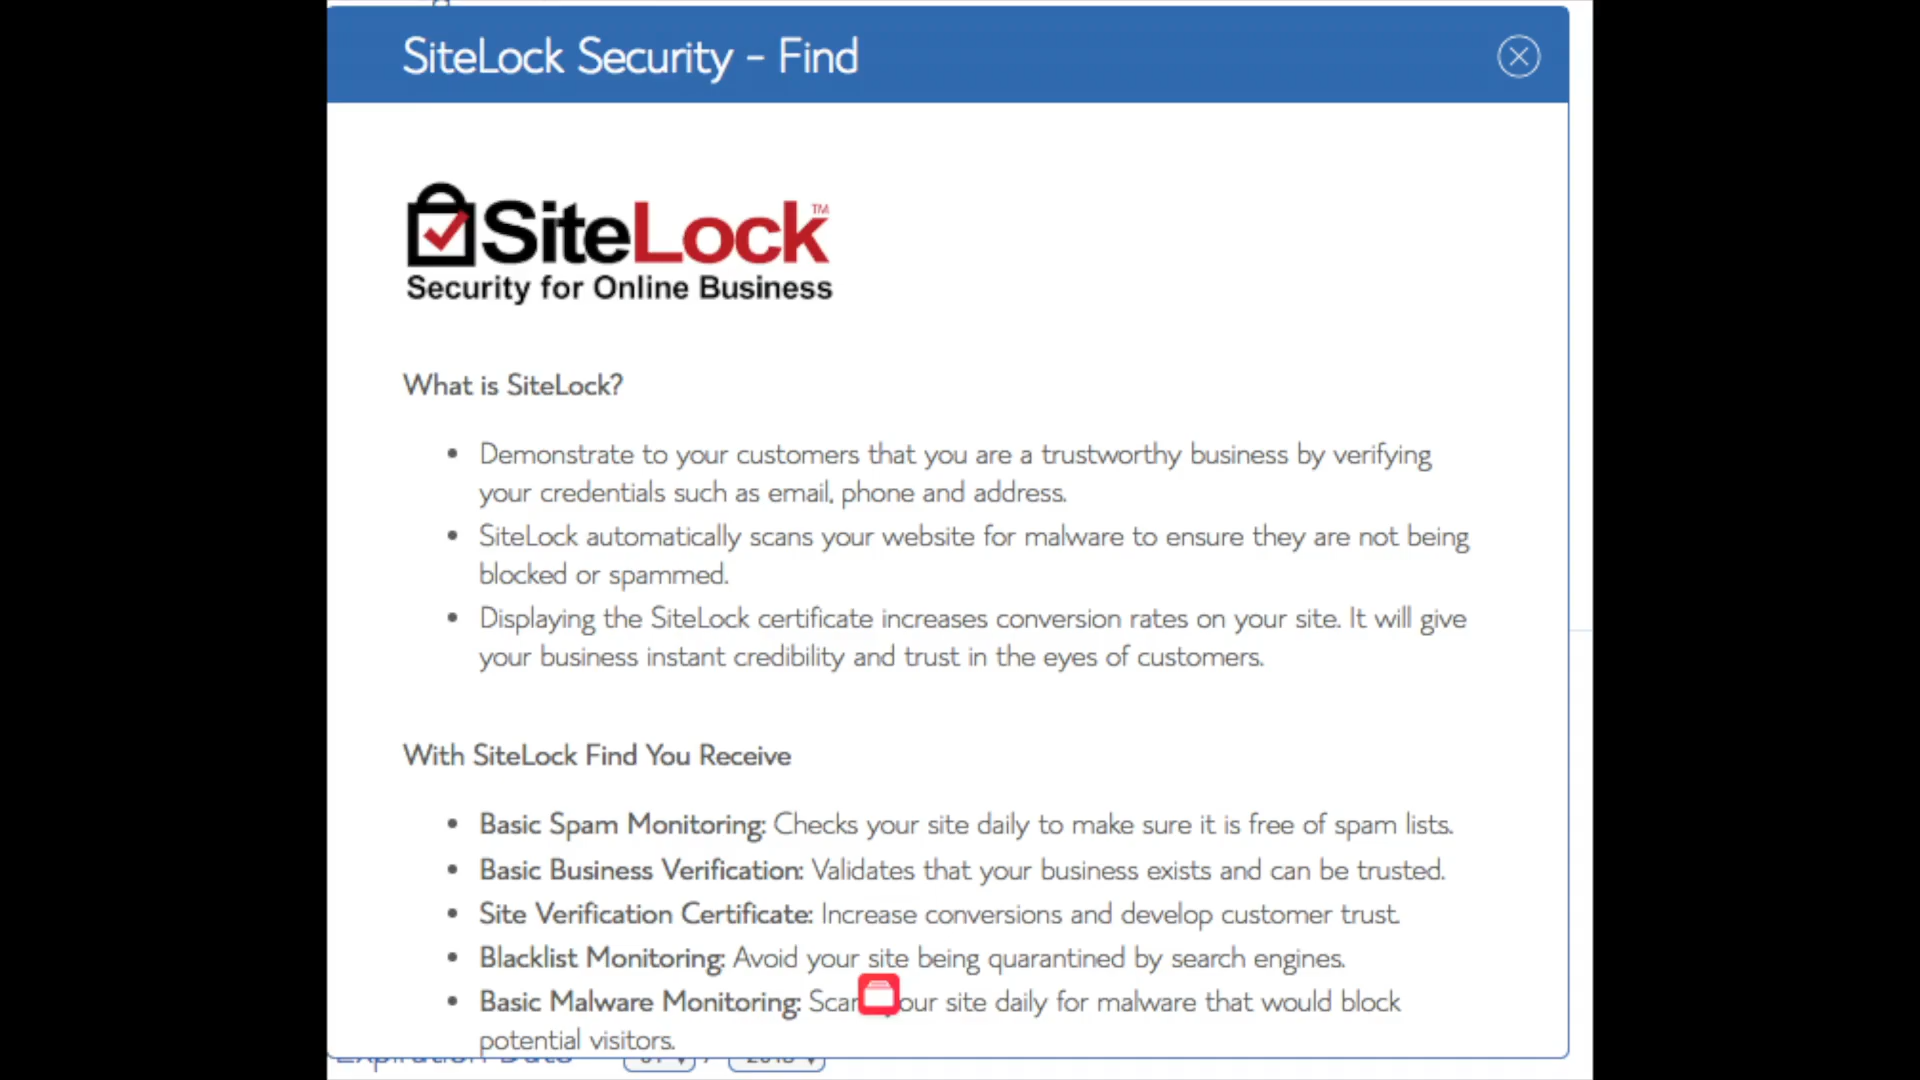 SiteLock Security - Find
SiteLock™
Security for Online Business
What is SiteLock?
• Demonstrate to your customers that you are a trustworthy business by verifying
your credentials such as email, phone and address.
• SiteLock automatically scans your website for malware to ensure they are not being
blocked or spammed.
• Displaying the SiteLock certificate increases conversion rates on your site. It will give
your business instant credibility and trust in the eyes of customers.
With SiteLock Find You Receive
• Basic Spam Monitoring: Checks your site daily to make sure it is free of spam lists.
• Basic Business Verification: Validates that your business exists and can be trusted.
• Site Verification Certificate: Increase conversions and develop customer trust.
• Blacklist Monitoring: Avoid your site being quarantined by search engines.
• Basic Malware Monitoring: Scan your site daily for malware that would block
potential visitors.
Expiration Date